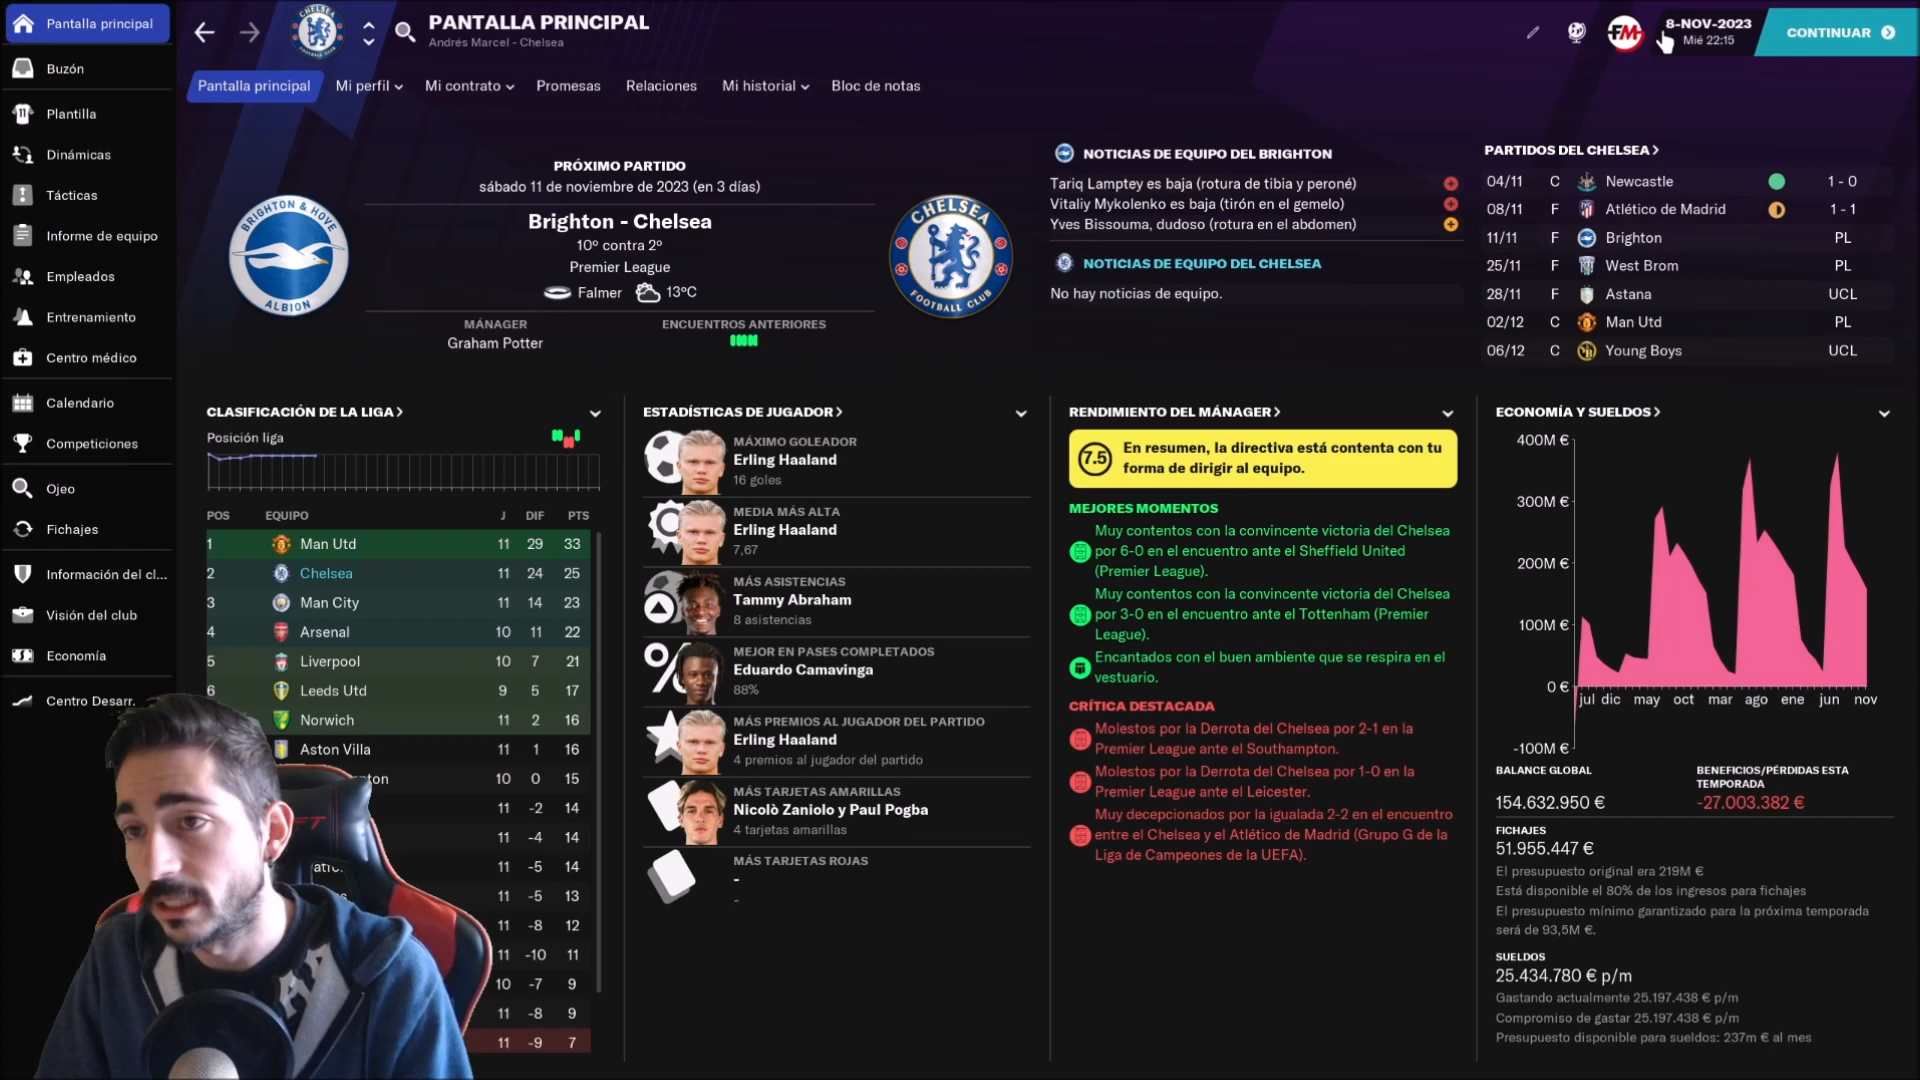 Pantalla principal
Buzón
Plantilla
Dinámicas
Tácticas
Informe de equipo
Empleados
Entrenamiento
Centro médico
Calendario
Competiciones
Ojeo
Fichajes
Información del cl...
Visión del club
Economía
Centro Desarr.
PANTALLA PRINCIPAL
Andrés Marcel - Chelsea
8-NOV-2023
Mié 22:15
CONTINUAR
Pantalla principal Mi perfil Mi contrato Promesas Relaciones Mi historial Bloc de notas
PRÓXIMO PARTIDO
sábado 11 de noviembre de 2023 (en 3 días)
BRIGHTON & HOVE
ALBION
Brighton - Chelsea
10º contra 2º
Premier League
Falmer 13ºC
MÁNAGER
Graham Potter
ENCUENTROS ANTERIORES
CHELSEA
FOOTBALL CLUB
NOTICIAS DE EQUIPO DEL BRIGHTON
Tariq Lamptey es baja (rotura de tibia y peroné)
Vitaliy Mykolenko es baja (tirón en el gemelo)
Yves Bissouma, dudoso (rotura en el abdomen)
NOTICIAS DE EQUIPO DEL CHELSEA
No hay noticias de equipo.
PARTIDOS DEL CHELSEA
04/11 C Newcastle 1 - 0
08/11 F Atlético de Madrid 1 - 1
11/11 F Brighton PL
25/11 F West Brom PL
28/11 F Astana UCL
02/12 C Man Utd PL
06/12 C Young Boys UCL
CLASIFICACIÓN DE LA LIGA
Posición liga
POS EQUIPO J DIF PTS
1 Man Utd 11 29 33
2 Chelsea 11 24 25
3 Man City 11 14 23
4 Arsenal 10 11 22
5 Liverpool 10 7 21
6 Leeds Utd 9 5 17
Norwich 11 2 16
Aston Villa 11 1 16
10 0 15
11 -2 14
11 -4 14
11 -5 14
11 -5 13
11 -8 12
11 -10 11
10 -7 9
11 -8 9
11 -9 7
ESTADÍSTICAS DE JUGADOR
MÁXIMO GOLEADOR
Erling Haaland
16 goles
MEDIA MÁS ALTA
Erling Haaland
7,67
MÁS ASISTENCIAS
Tammy Abraham
8 asistencias
MEJOR EN PASES COMPLETADOS
Eduardo Camavinga
88%
MÁS PREMIOS AL JUGADOR DEL PARTIDO
Erling Haaland
4 premios al jugador del partido
MÁS TARJETAS AMARILLAS
Nicolò Zaniolo y Paul Pogba
4 tarjetas amarillas
MÁS TARJETAS ROJAS
-
-
RENDIMIENTO DEL MÁNAGER
7.5
En resumen, la directiva está contenta con tu
forma de dirigir al equipo.
MEJORES MOMENTOS
Muy contentos con la convincente victoria del Chelsea
por 6-0 en el encuentro ante el Sheffield United
(Premier League).
Muy contentos con la convincente victoria del Chelsea
por 3-0 en el encuentro ante el Tottenham (Premier
League).
Encantados con el buen ambiente que se respira en el
vestuario.
CRÍTICA DESTACADA
Molestos por la Derrota del Chelsea por 2-1 en la
Premier League ante el Southampton.
Molestos por la Derrota del Chelsea por 1-0 en la
Premier League ante el Leicester.
Muy decepcionados por la igualada 2-2 en el encuentro
entre el Chelsea y el Atlético de Madrid (Grupo G de la
Liga de Campeones de la UEFA).
ECONOMÍA Y SUELDOS
400M €
300M €
200M €
100M €
0 €
jul dic may oct mar ago ene jun nov
-100M €
BALANCE GLOBAL
154.632.950 €
BENEFICIOS/PÉRDIDAS ESTA
TEMPORADA
-27.003.382 €
FICHAJES
51.955.447 €
El presupuesto original era 219M €
Está disponible el 80% de los ingresos para fichajes
El presupuesto mínimo garantizado para la próxima temporada
será de 93,5M €.
SUELDOS
25.434.780 € p/m
Gastando actualmente 25.197.438 € p/m
Compromiso de gastar 25.197.438 € p/m
Presupuesto disponible para sueldos: 237m € al mes